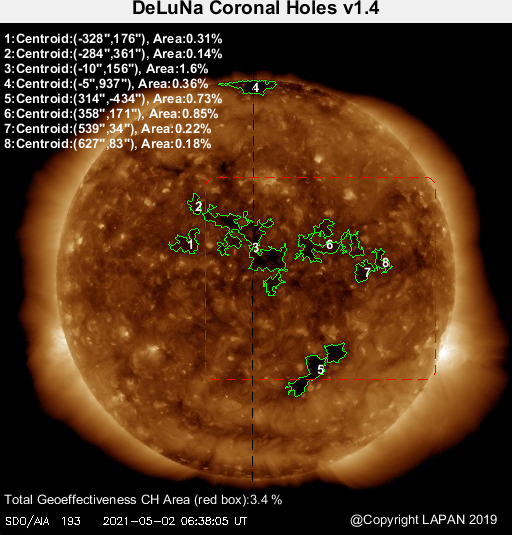 DeLuNa Coronal Holes v1.4
1:Centroid:(-328",176"), Area:0.31%
2:Centroid:(-284",361"), Area:0.14%
3:Centroid:(-10",156"), Area:1.6%
4:Centroid:(-5",937"), Area:0.36%
5:Centroid:(314",-434"), Area:0.73%
6:Centroid:(358",171"), Area:0.85%
7:Centroid:(539",34"), Area:0.22%
8:Centroid:(627",83"), Area:0.18%
4
2
1
3
6
8
7
5
Total Geoeffectiveness CH Area (red box):3.4 %
SDO/AIA 193 2021-05-02 06:38:05 UT
@Copyright LAPAN 2019